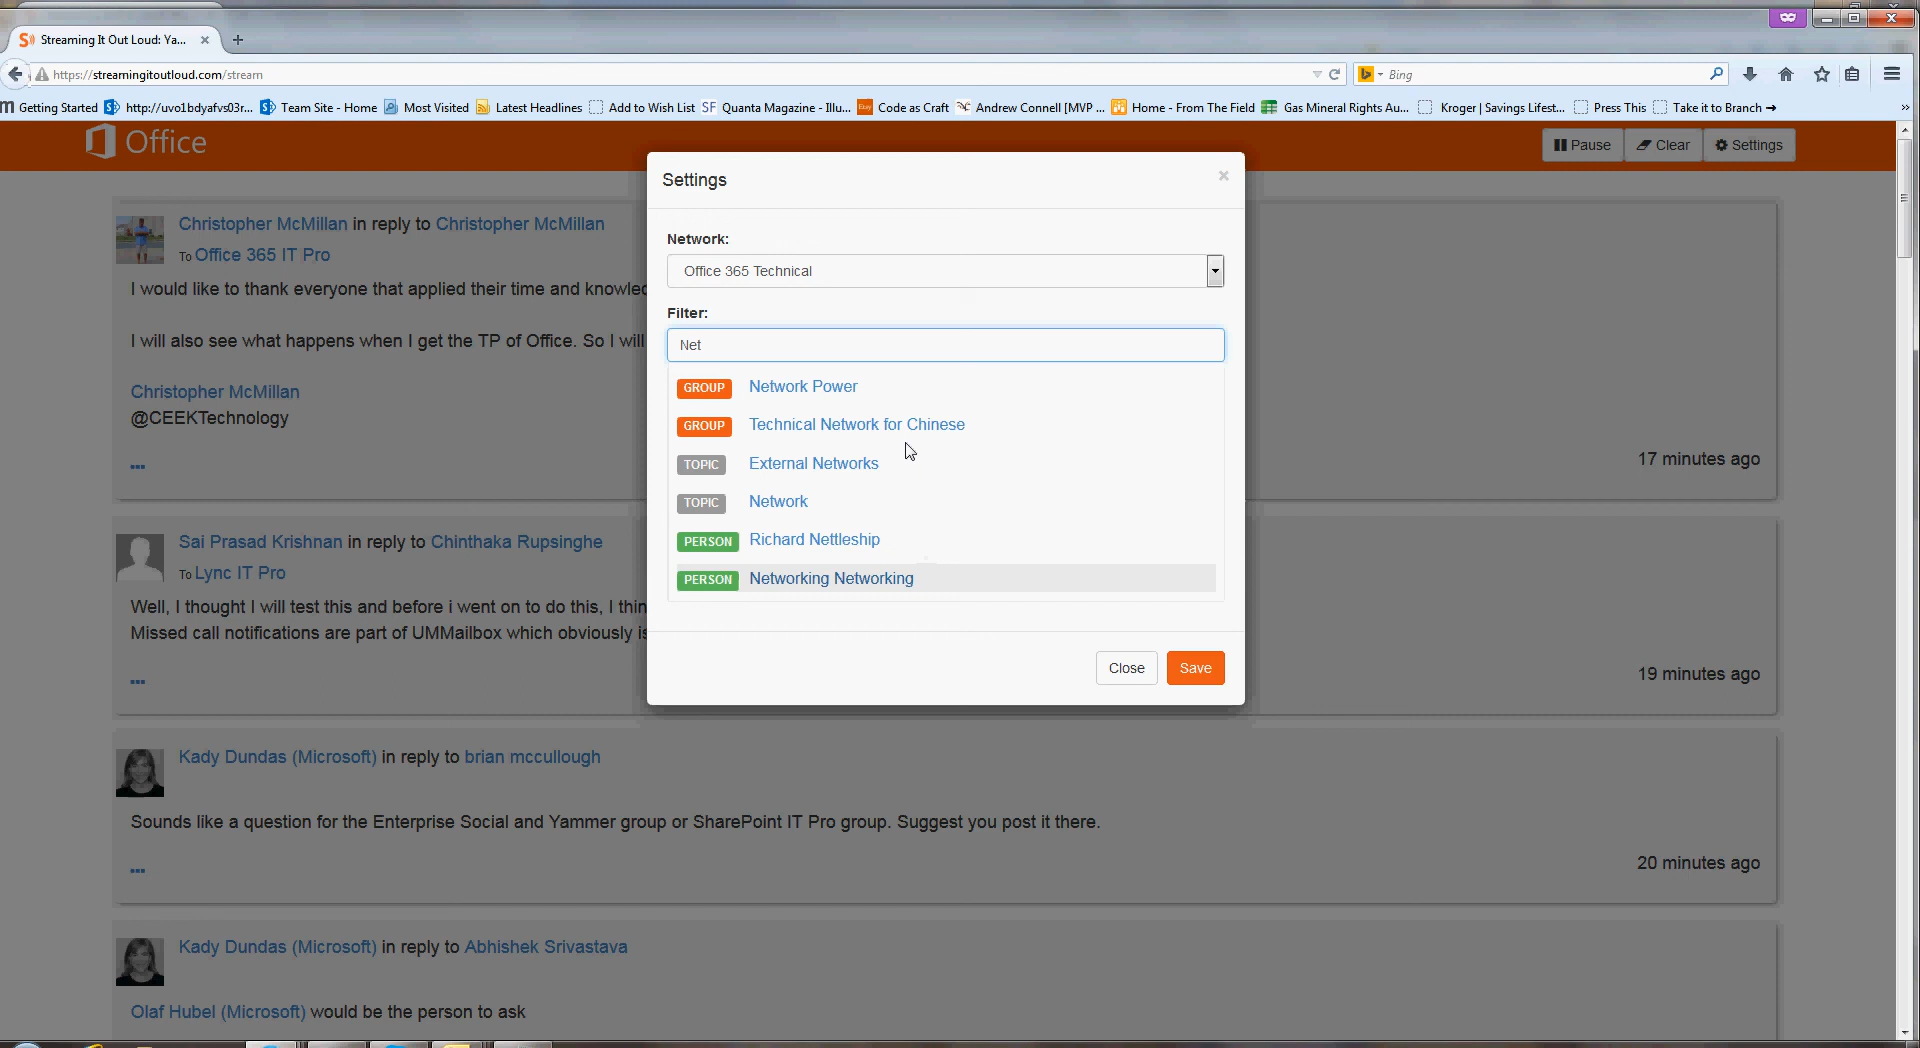 Streaming It Out Loud: Ya...
https://streamingitoutloud.com/stream
Bing
Getting Started http://uvo1bdyafvs03r... Team Site - Home Most Visited Latest Headlines Add to Wish List SF Quanta Magazine - Illu... Code as Craft Andrew Connell [MVP ... Home - From The Field Gas Mineral Rights Au... Kroger | Savings Lifest... Press This Take it to Branch → »
Office
Pause Clear Settings
Settings ×
Network:
Office 365 Technical
Filter:
Net
GROUP Network Power
GROUP Technical Network for Chinese
TOPIC External Networks
TOPIC Network
PERSON Richard Nettleship
PERSON Networking Networking
Close Save
Christopher McMillan in reply to Christopher McMillan
To Office 365 IT Pro
I would like to thank everyone that applied their time and
I will also see what happens when I get the TP of Office. So I will
Christopher McMillan
@CEEKTechnology
...
17 minutes ago
Sai Prasad Krishnan in reply to Chinthaka Rupsinghe
To Lync IT Pro
Well, I thought I will test this and before i went on to do this, I
Missed call notifications are part of UMMailbox which obviously
...
19 minutes ago
Kady Dundas (Microsoft) in reply to brian mccullough
Sounds like a question for the Enterprise Social and Yammer group or SharePoint IT Pro group. Suggest you post it there.
...
20 minutes ago
Kady Dundas (Microsoft) in reply to Abhishek Srivastava
Olaf Hubel (Microsoft) would be the person to ask